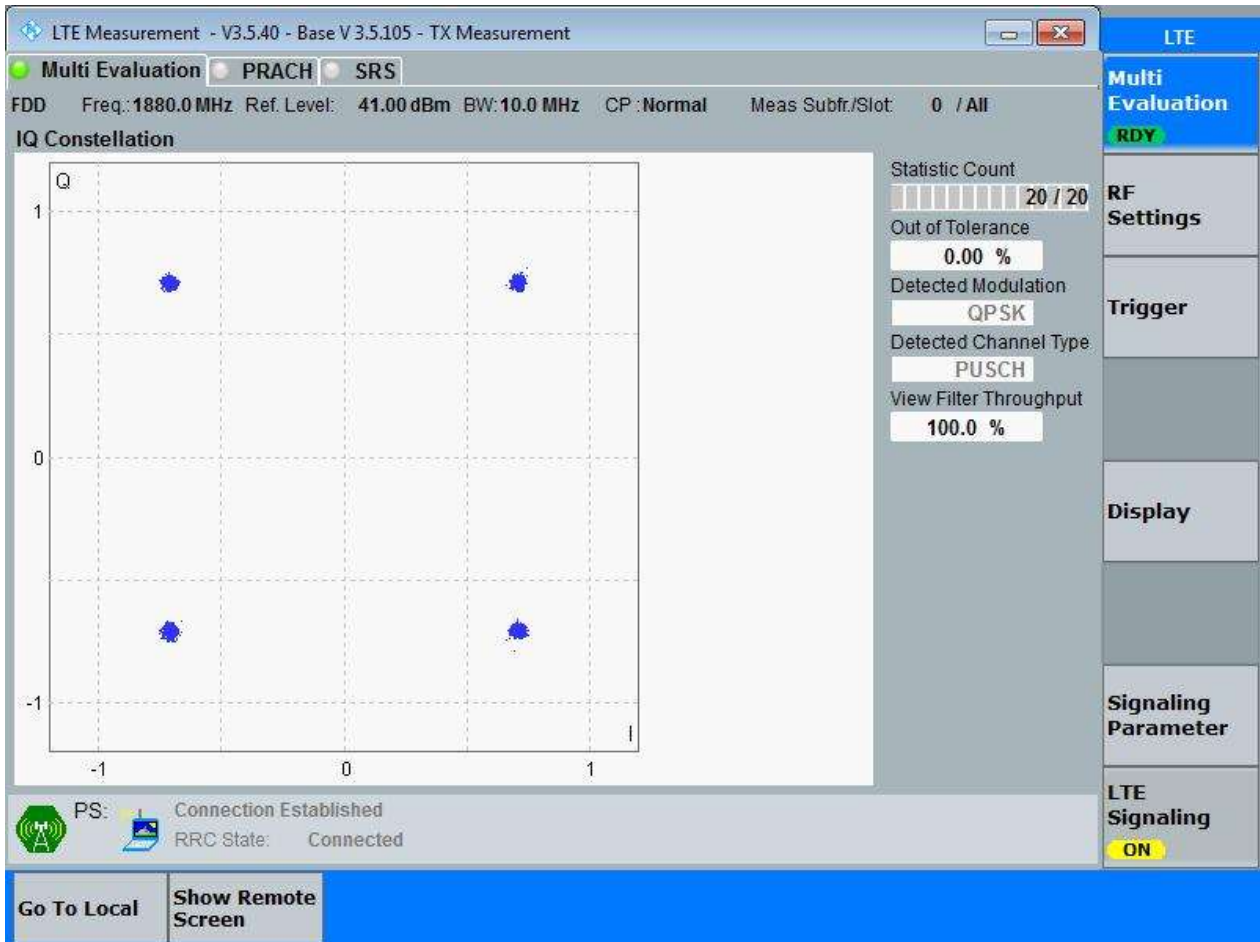 LTE Measurement - V3.5.40 - Base V 3.5.105 - TX Measurement
LTE
Multi Evaluation PRACH SRS
Multi
Evaluation
RDY
FDD Freq.: 1880.0 MHz Ref. Level: 41.00 dBm BW: 10.0 MHz CP : Normal Meas Subfr./Slot: 0 / All
IQ Constellation
Q
1
0
-1
I
-1 0 1
Statistic Count
20 / 20
Out of Tolerance
0.00 %
Detected Modulation
QPSK
Detected Channel Type
PUSCH
View Filter Throughput
100.0 %
RF
Settings
Trigger
Display
Signaling
Parameter
LTE
Signaling
ON
PS: Connection Established
RRC State: Connected
Go To Local
Show Remote
Screen